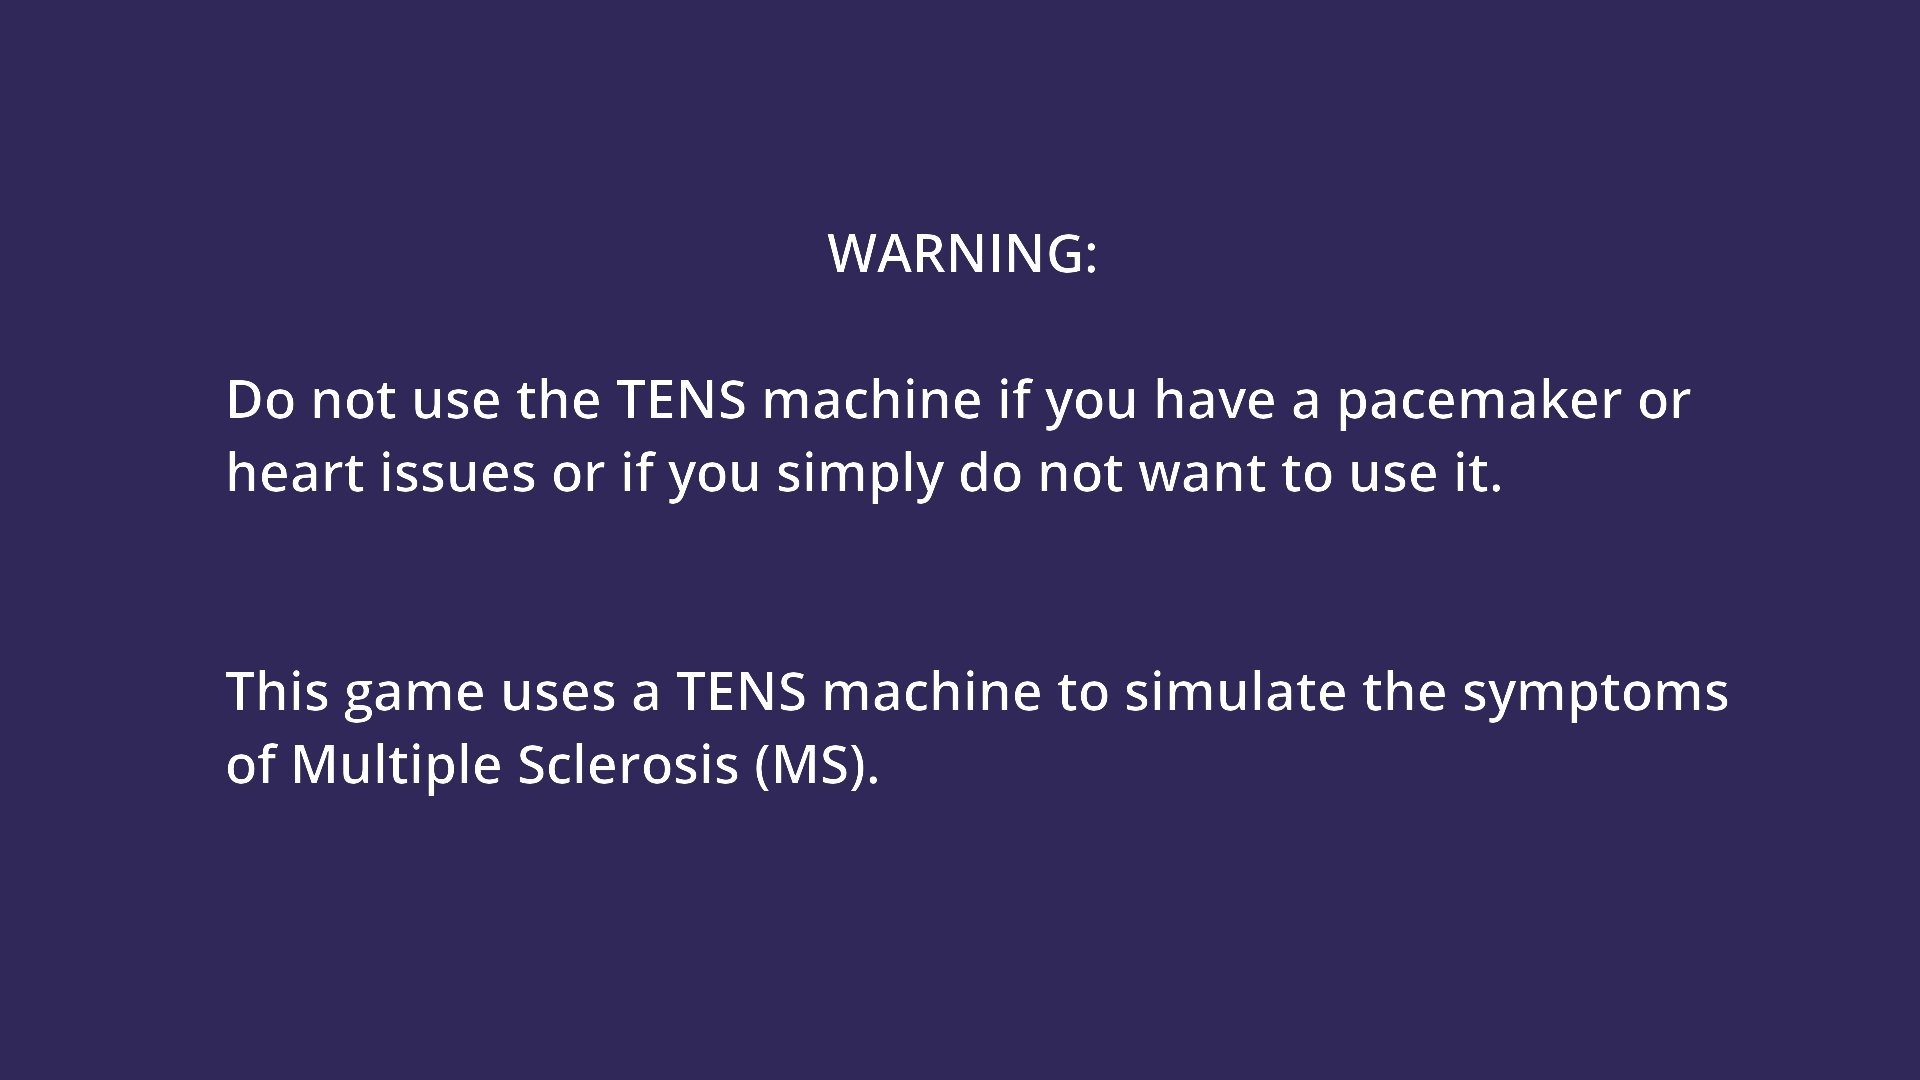 WARNING:
Do not use the TENS machine if you have a pacemaker or
heart issues or if you simply do not want to use it.
This game uses a TENS machine to simulate the symptoms
of Multiple Sclerosis (MS).